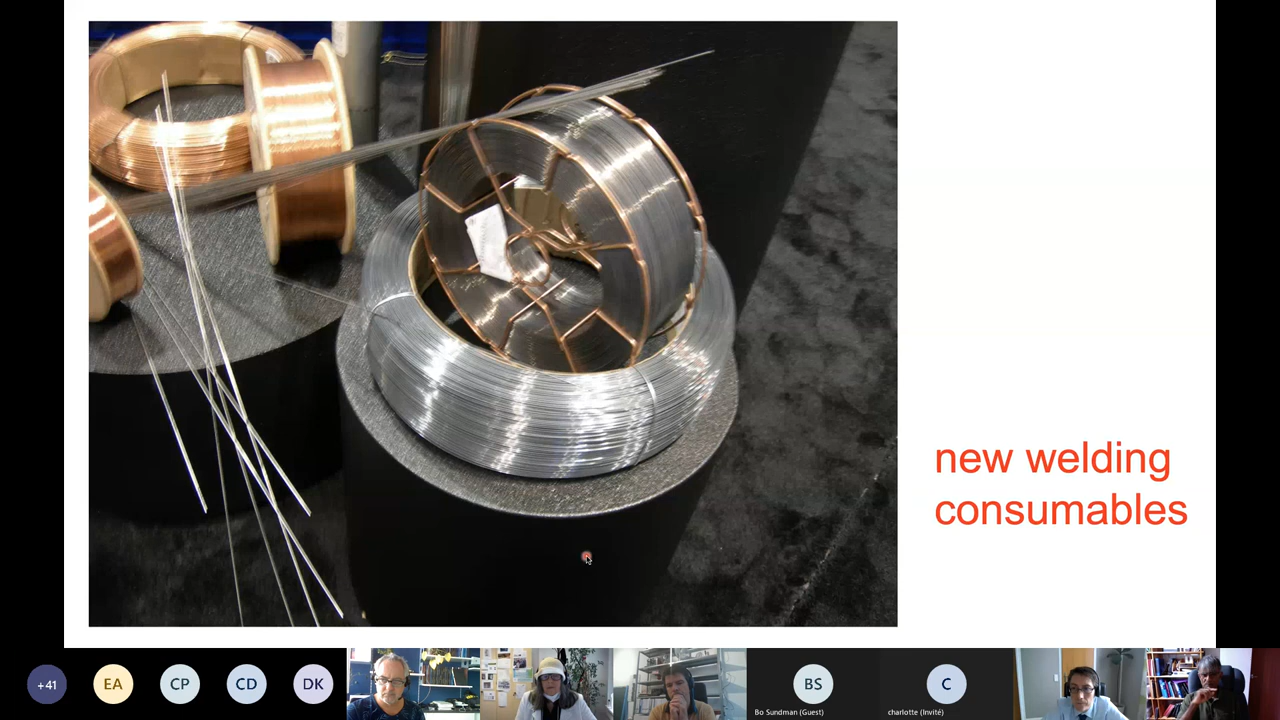 new welding
consumables
+41
EA
CP
CD
DK
BS
Bo Sundman (Guest)
C
charlotte (Invité)